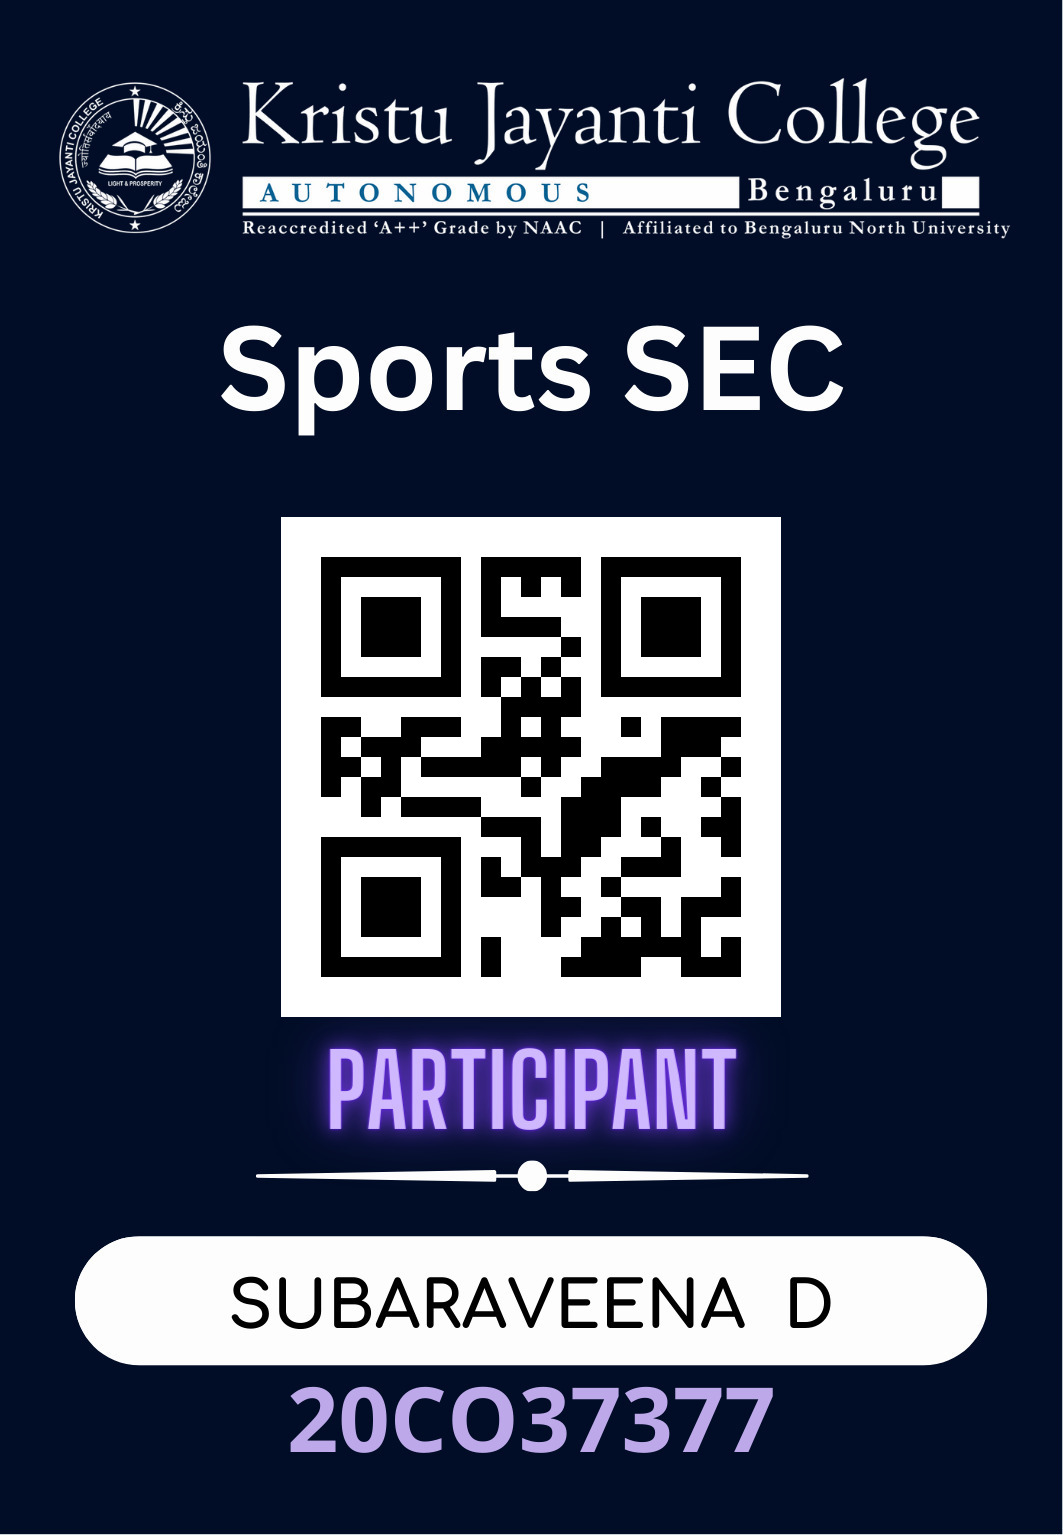 Kristu Jayanti College
AUTONOMOUS Bengaluru
Reaccredited ‘A++’ Grade by NAAC | Affiliated to Bengaluru North University
KRISTU JAYANTI COLLEGE
LIGHT & PROSPERITY
Sports SEC
PARTICIPANT
SUBARAVEENA D
20CO37377